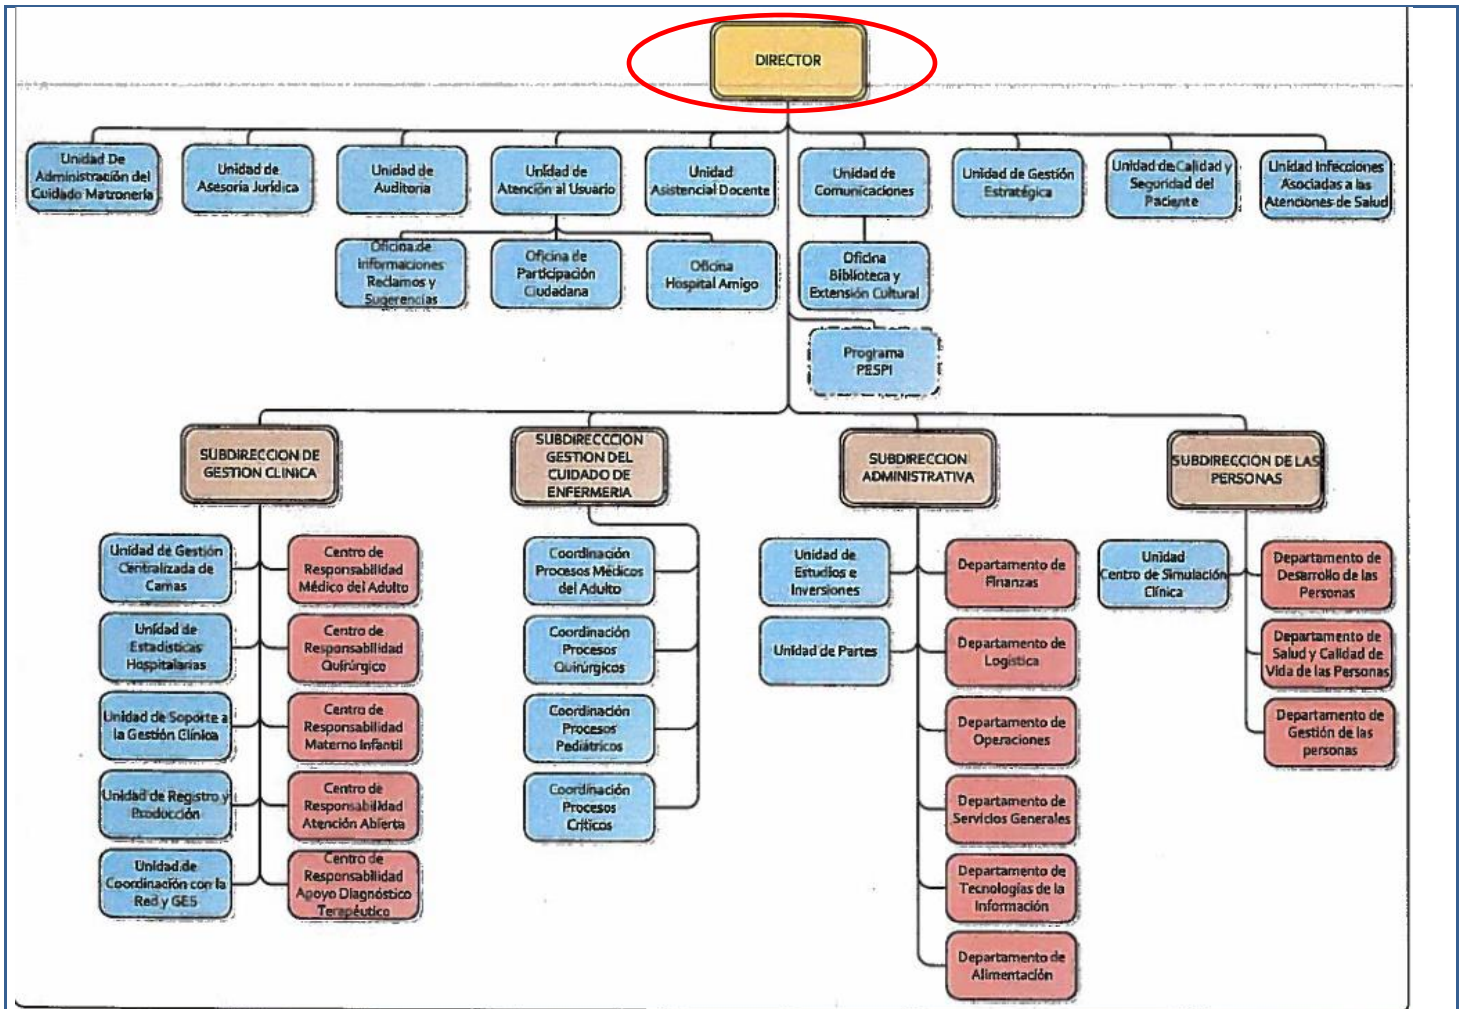 DIRECTOR
Unidad De
Administración del
Cuidado Matronería
Unidad de
Asesoría Jurídica
Unidad de
Auditoría
Unidad de
Atención al Usuario
Unidad
Asistencial Docente
Unidad de
Comunicaciones
Unidad de Gestión
Estratégica
Unidad de Calidad y
Seguridad del
Paciente
Unidad Infecciones
Asociadas a las
Atenciones de Salud
Oficina de
Informaciones
Reclamos y
Sugerencias
Oficina de
Participación
Ciudadana
Oficina
Hospital Amigo
Oficina
Biblioteca y
Extensión Cultural
Programa
PESPI
SUBDIRECCION DE
GESTION CLINICA
SUBDIRECCCION
GESTION DEL
CUIDADO DE
ENFERMERIA
SUBDIRECCION
ADMINISTRATIVA
SUBDIRECCION DE LAS
PERSONAS
Unidad de Gestión
Centralizada de
Camas
Unidad de
Estadísticas
Hospitalarias
Unidad de Soporte a
la Gestión Clínica
Unidad de Registro y
Producción
Unidad de
Coordinación con la
Red y GES
Centro de
Responsabilidad
Médico del Adulto
Centro de
Responsabilidad
Quirúrgico
Centro de
Responsabilidad
Materno Infantil
Centro de
Responsabilidad
Atención Abierta
Centro de
Responsabilidad
Apoyo Diagnóstico
Terapéutico
Coordinación
Procesos Médicos
del Adulto
Coordinación
Procesos
Quirúrgicos
Coordinación
Procesos
Pediátricos
Coordinación
Procesos
Críticos
Unidad de
Estudios e
Inversiones
Unidad de Partes
Departamento de
Finanzas
Departamento de
Logística
Departamento de
Operaciones
Departamento de
Servicios Generales
Departamento de
Tecnologías de la
Información
Departamento de
Alimentación
Unidad
Centro de Simulación
Clínica
Departamento de
Desarrollo de las
Personas
Departamento de
Salud y Calidad de
Vida de las Personas
Departamento de
Gestión de las
personas